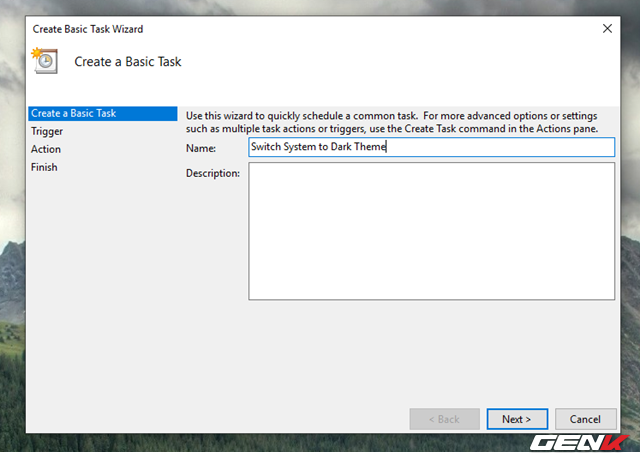 Create Basic Task Wizard
Create a Basic Task
Create a Basic Task
Trigger
Action
Finish
Use this wizard to quickly schedule a common task. For more advanced options or settings
such as multiple task actions or triggers, use the Create Task command in the Actions pane.
Name: Switch System to Dark Theme
Description:
< Back Next > Cancel
GENK